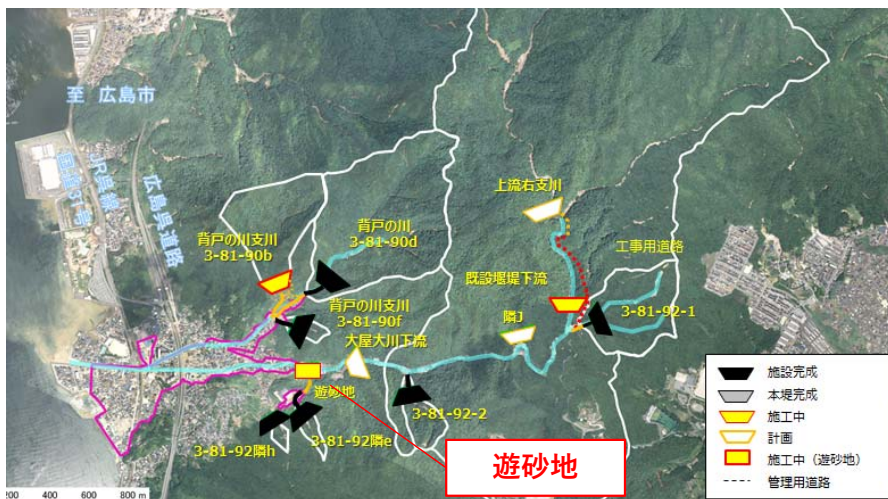 至 広島市
JR呉線
国道31号
広島呉道路
上流右支川
背戸の川支川
3-81-90b
背戸の川
3-81-90d
工事用道路
既設堰堤下流
背戸の川支川
3-81-90f
3-81-92-1
隣J
大屋大川下流
遊砂地
3-81-92-2
3-81-92隣h
3-81-92隣e
遊砂地
施設完成
本堤完成
施工中
計画
施工中（遊砂地）
管理用道路
200
0
200
400
600
800 m